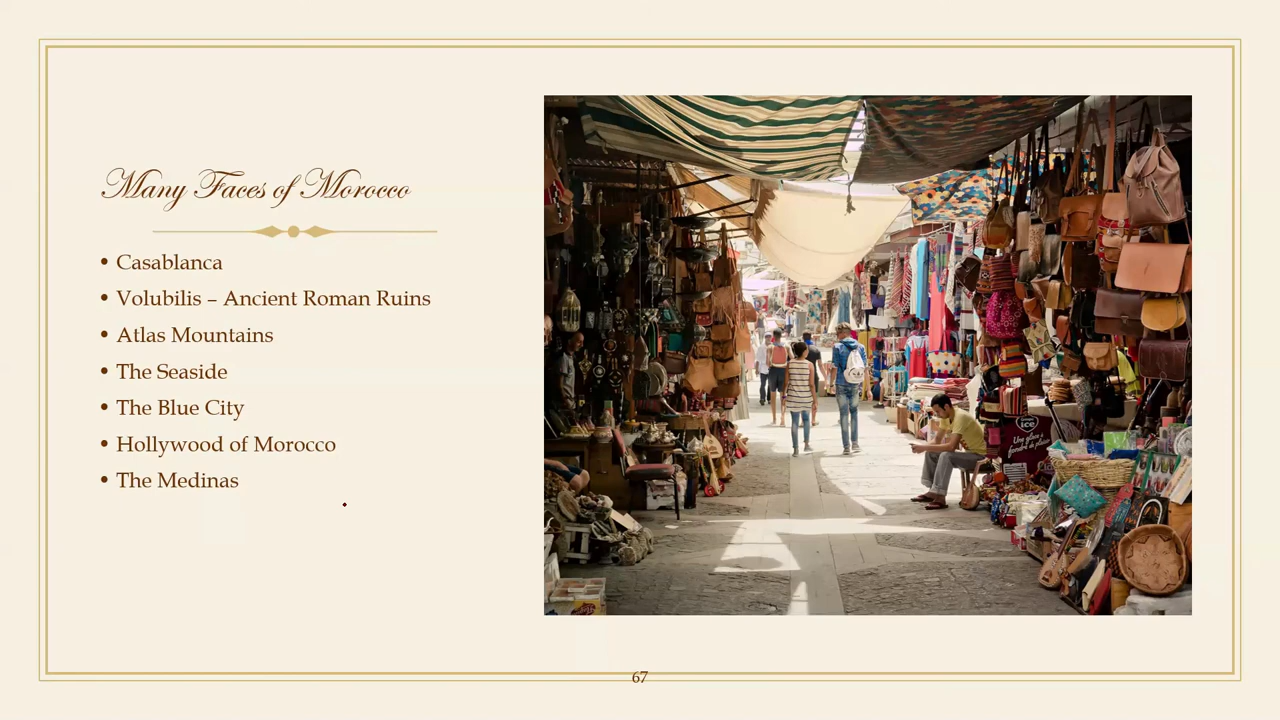 Many Faces of Morocco
• Casablanca
• Volubilis – Ancient Roman Ruins
• Atlas Mountains
• The Seaside
• The Blue City
• Hollywood of Morocco
• The Medinas
ice
67